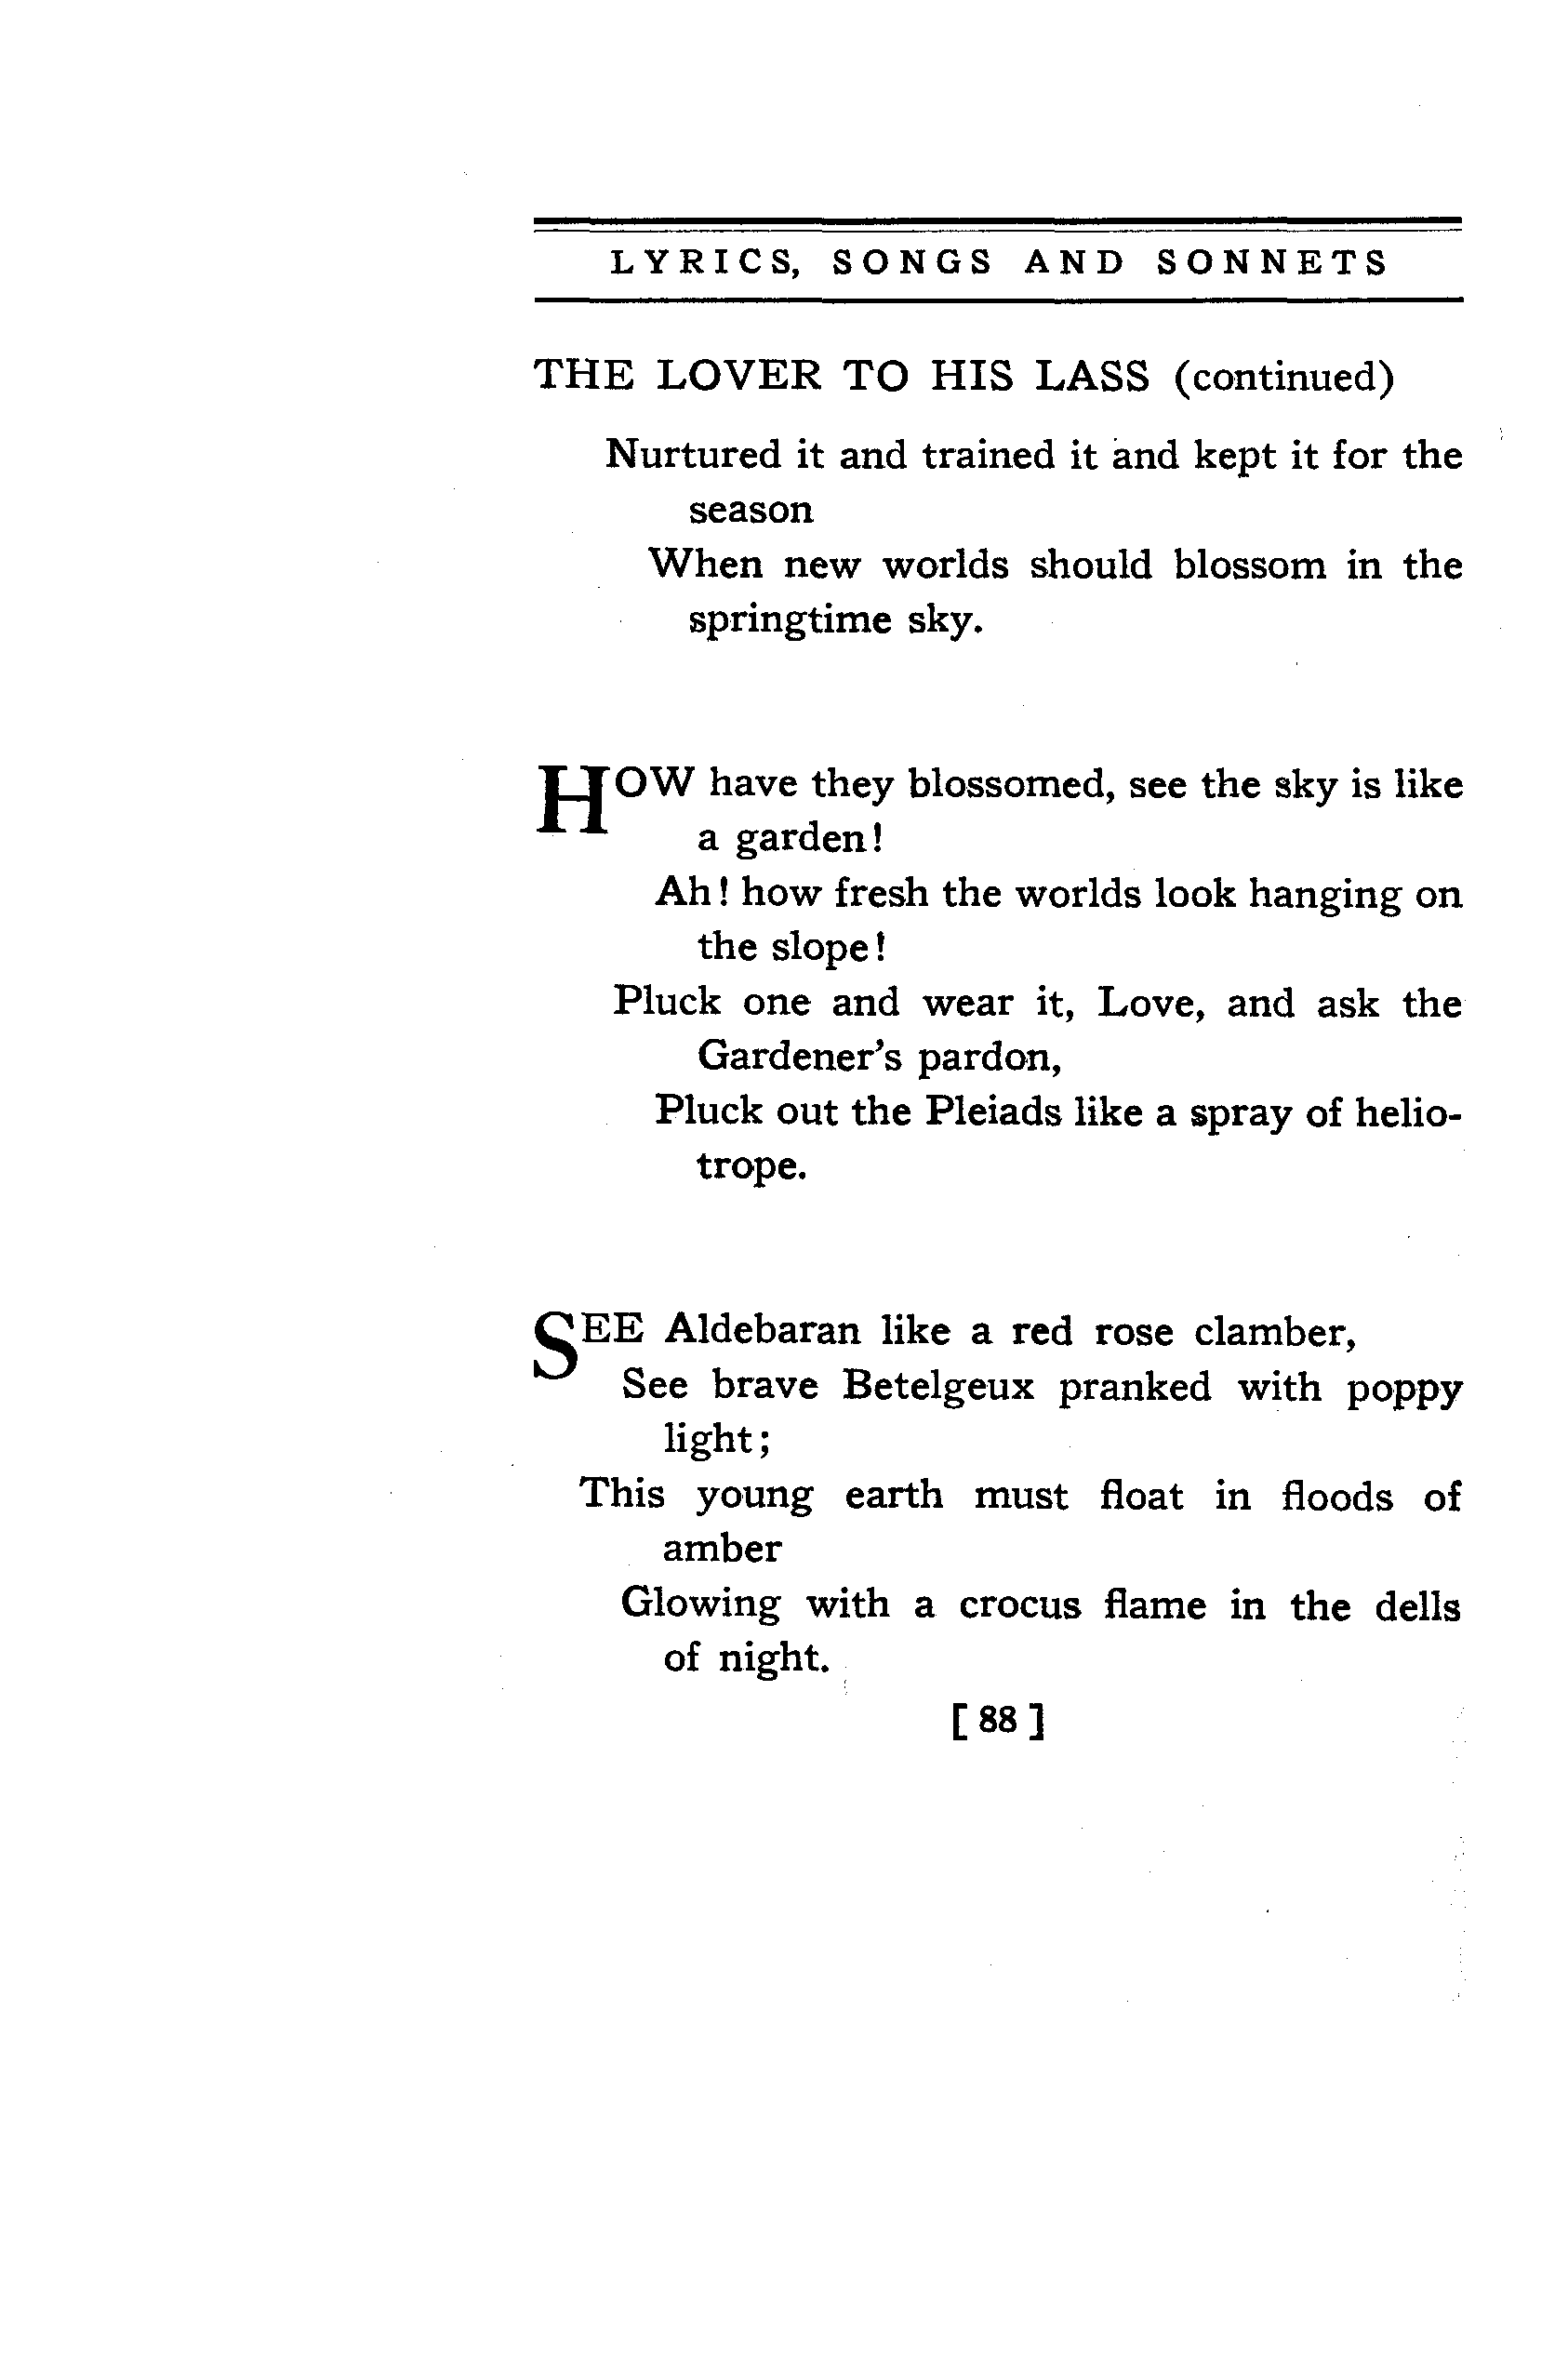 LYRICS, SONGS AND SONNETS
THE LOVER TO HIS LASS (continued)
Nurtured it and trained it and kept it for the
season
When new worlds should blossom in the
springtime sky.
HOW have they blossomed, see the sky is like
a garden!
Ah! how fresh the worlds look hanging on
the slope!
Pluck one and wear it, Love, and ask the
Gardener's pardon,
Pluck out the Pleiads like a spray of helio-
trope.
SEE Aldebaran like a red rose clamber,
See brave Betelgeux pranked with poppy
light;
This young earth must float in floods of
amber
Glowing with a crocus flame in the dells
of night.
[ 88 ]